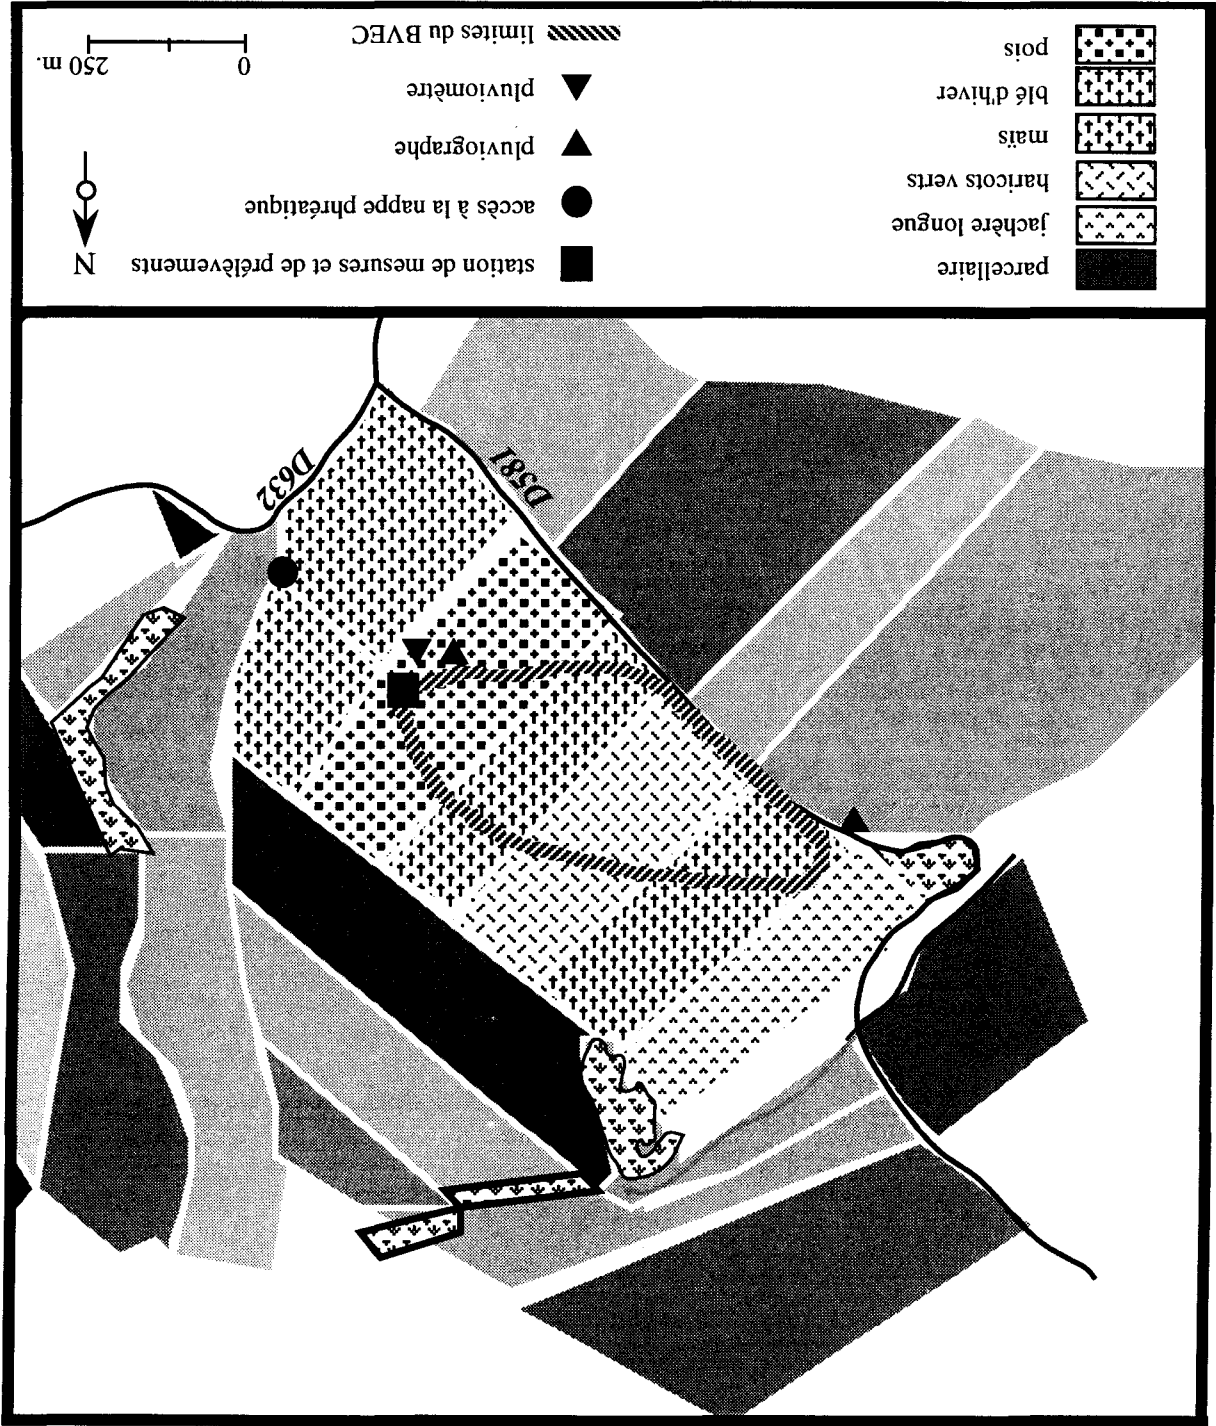 D581
D632
parcellaire
jachère longue
haricots verts
maïs
blé d'hiver
pois
station de mesures et de prélèvements
accès à la nappe phréatique
pluviographe
pluviomètre
limites du BVEC
N
0
250 m.